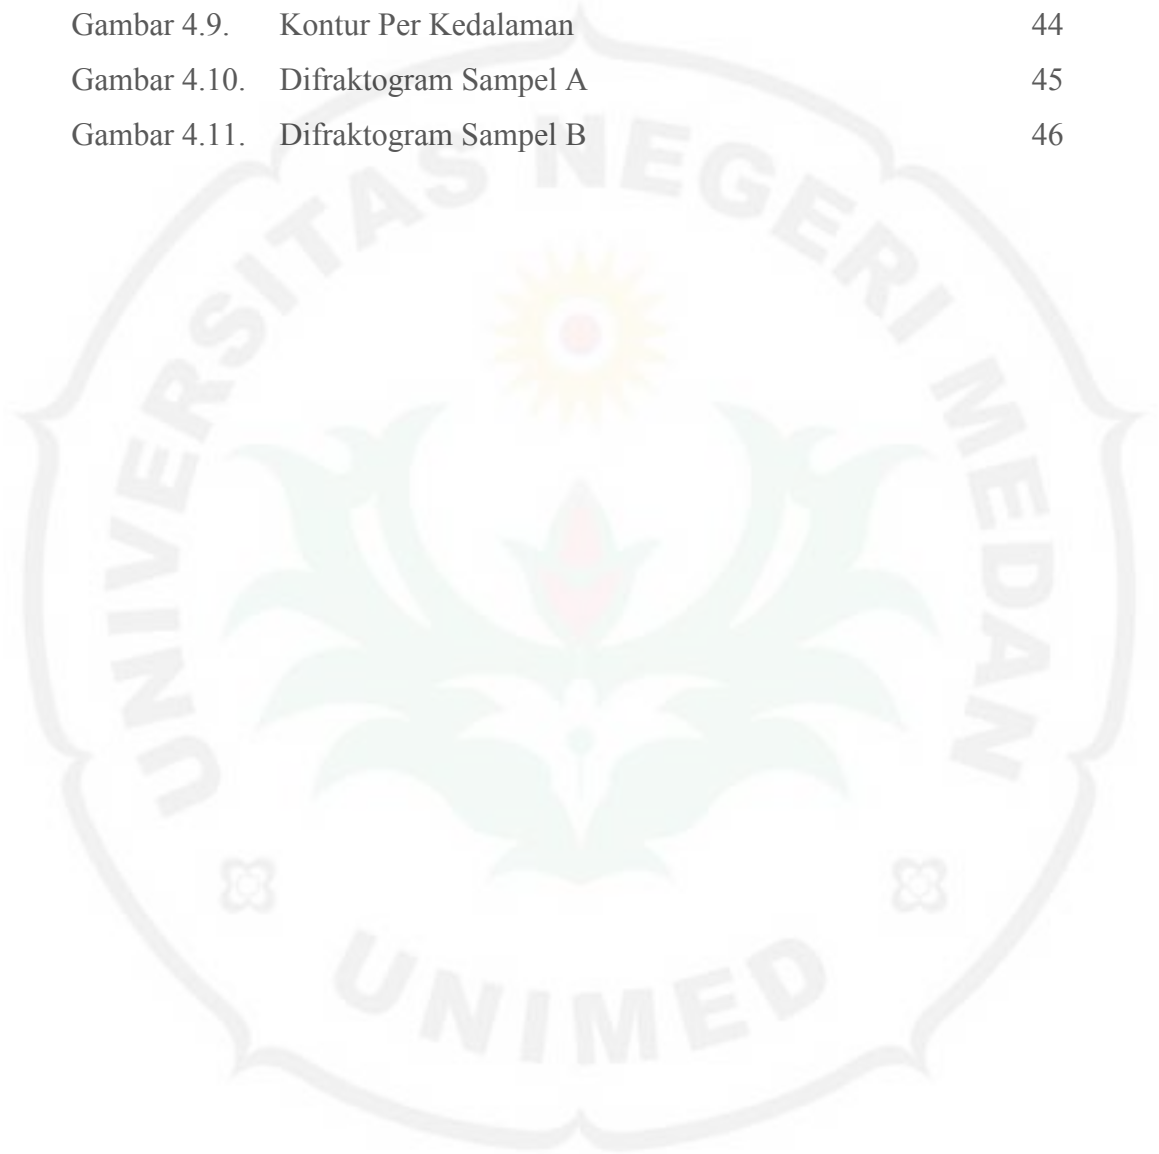 Gambar 4.9. Kontur Per Kedalaman 44
Gambar 4.10. Difraktogram Sampel A 45
Gambar 4.11. Difraktogram Sampel B 46
UNIVERSITAS NEGERI MEDAN
UNIMED